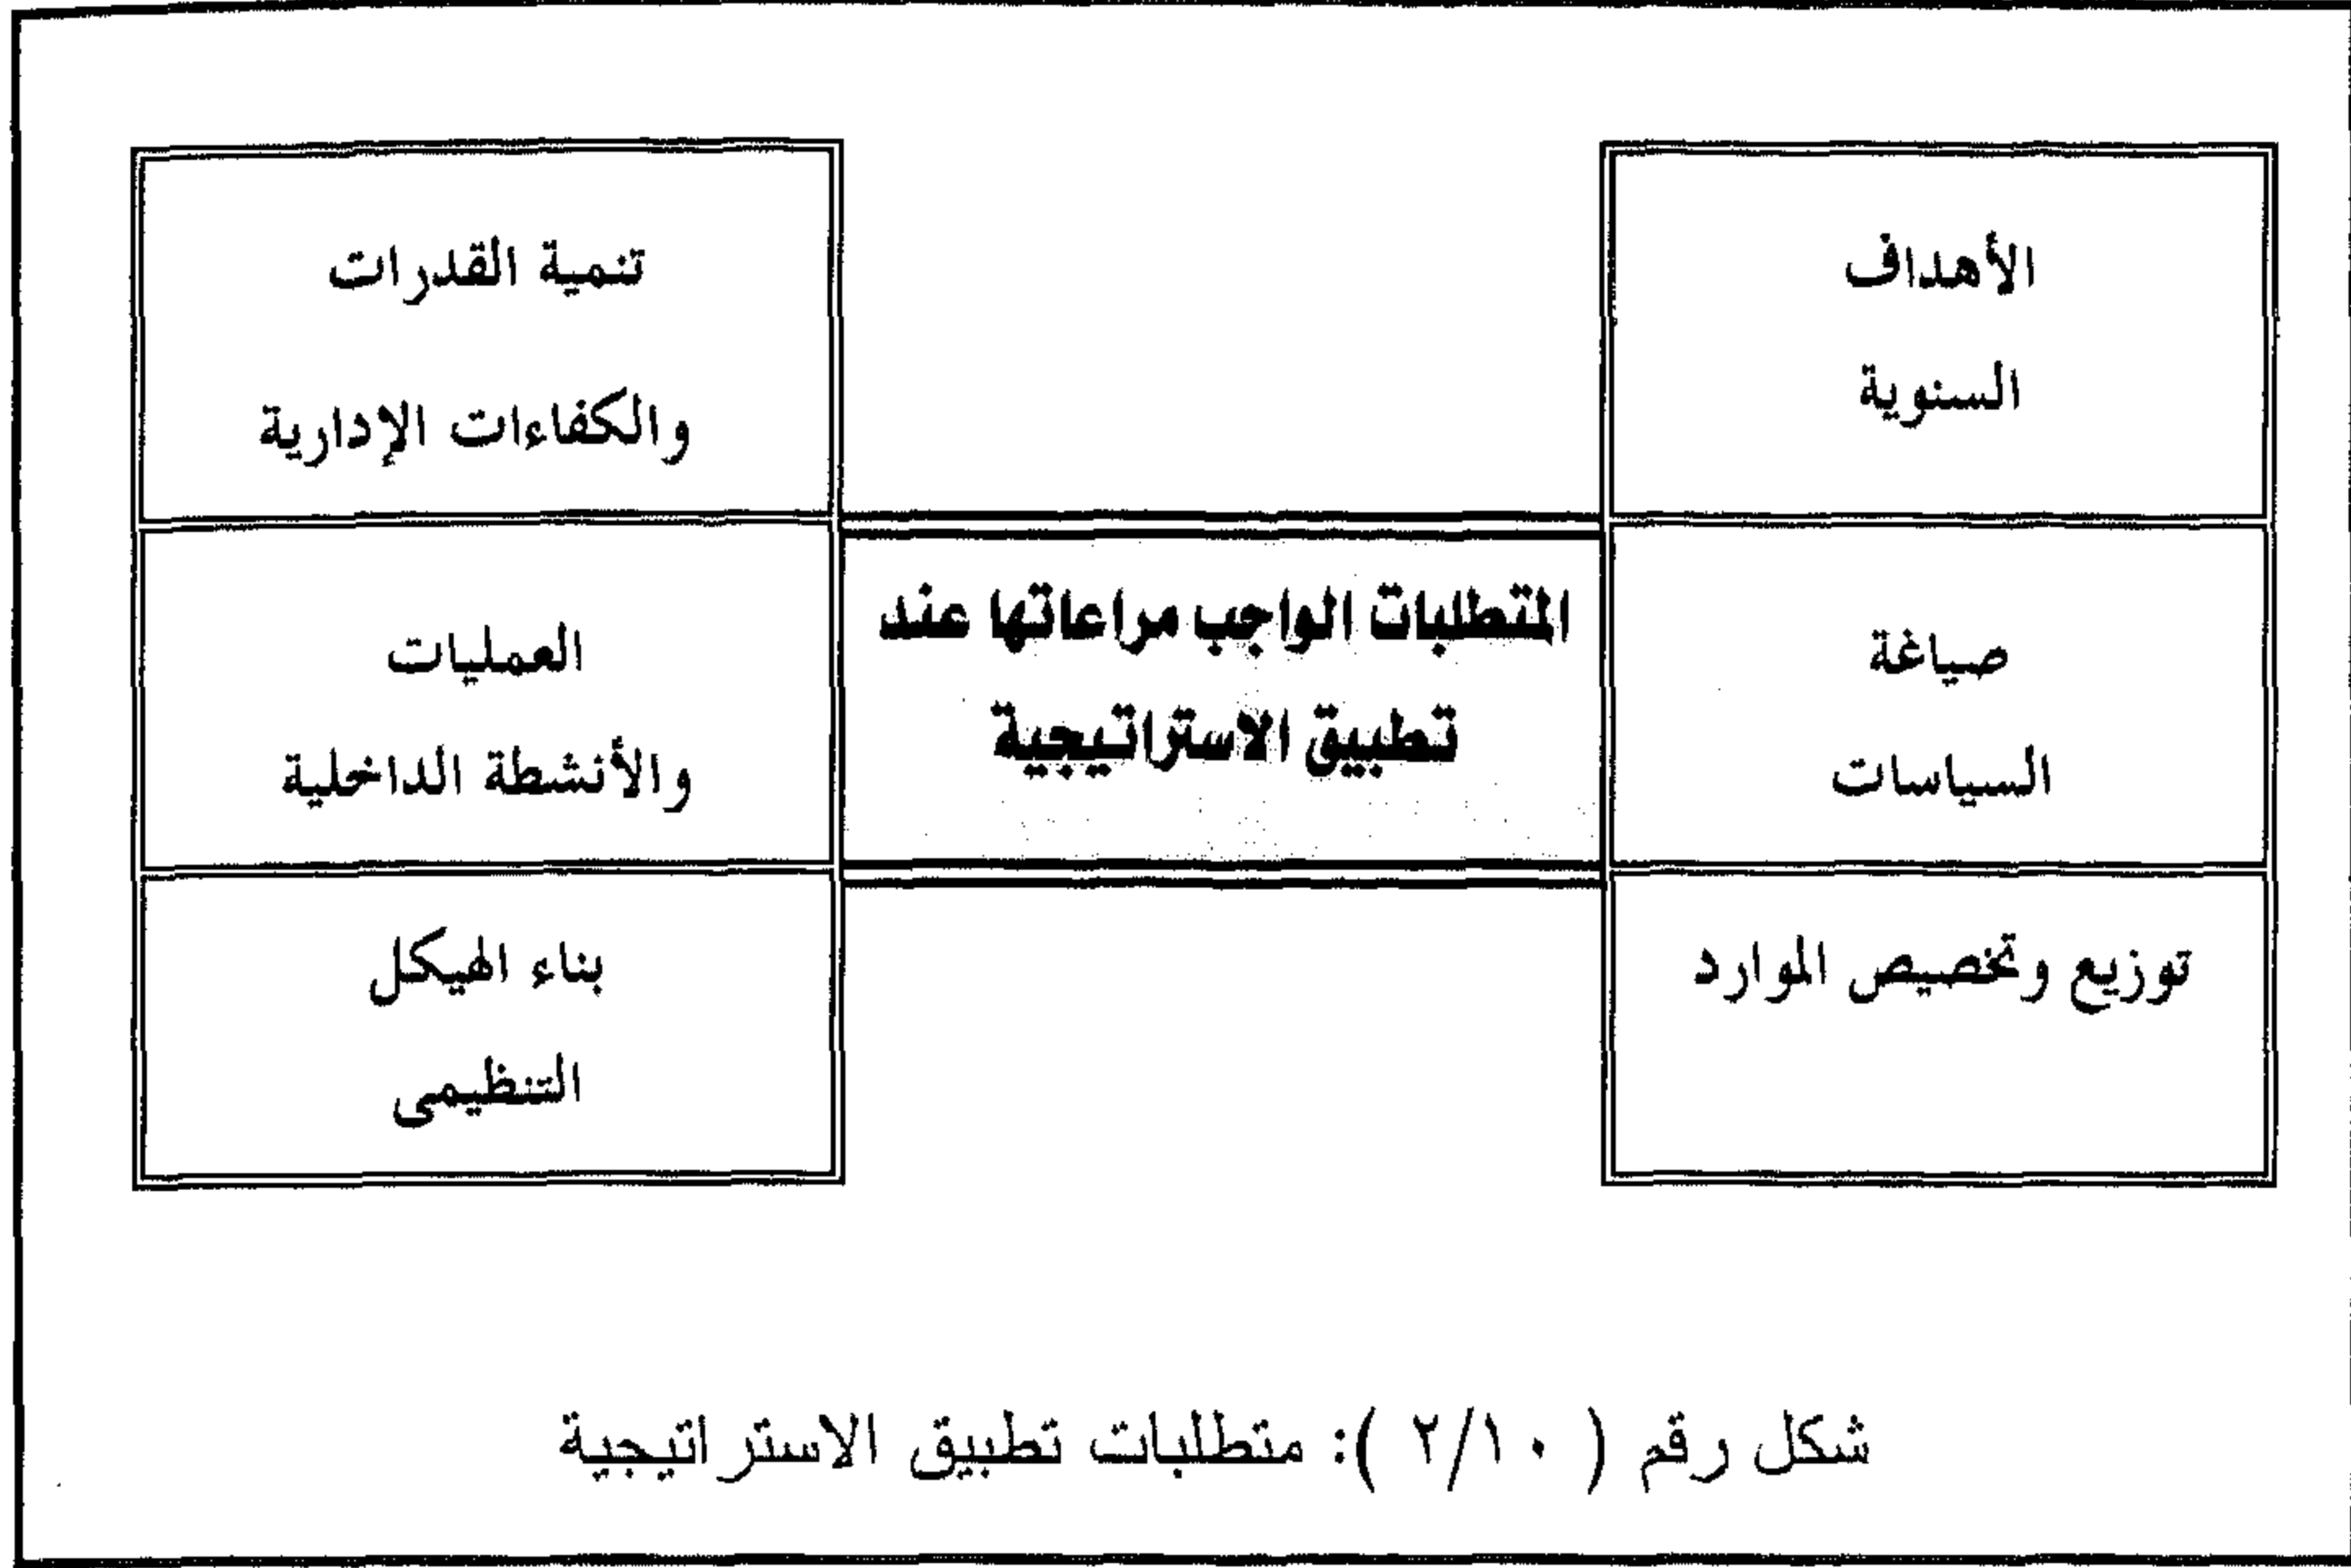 الأهداف
السنوية
تنمية القدرات
والكفاءات الإدارية
صياغة
السياسات
المتطلبات الواجب مراعاتها عند
تطبيق الاستراتيجية
العمليات
والأنشطة الداخلية
توزيع وتخصيص الموارد
بناء الهيكل
التنظيمى
شكل رقم ( ٢/١٠ ): متطلبات تطبيق الاستراتيجية